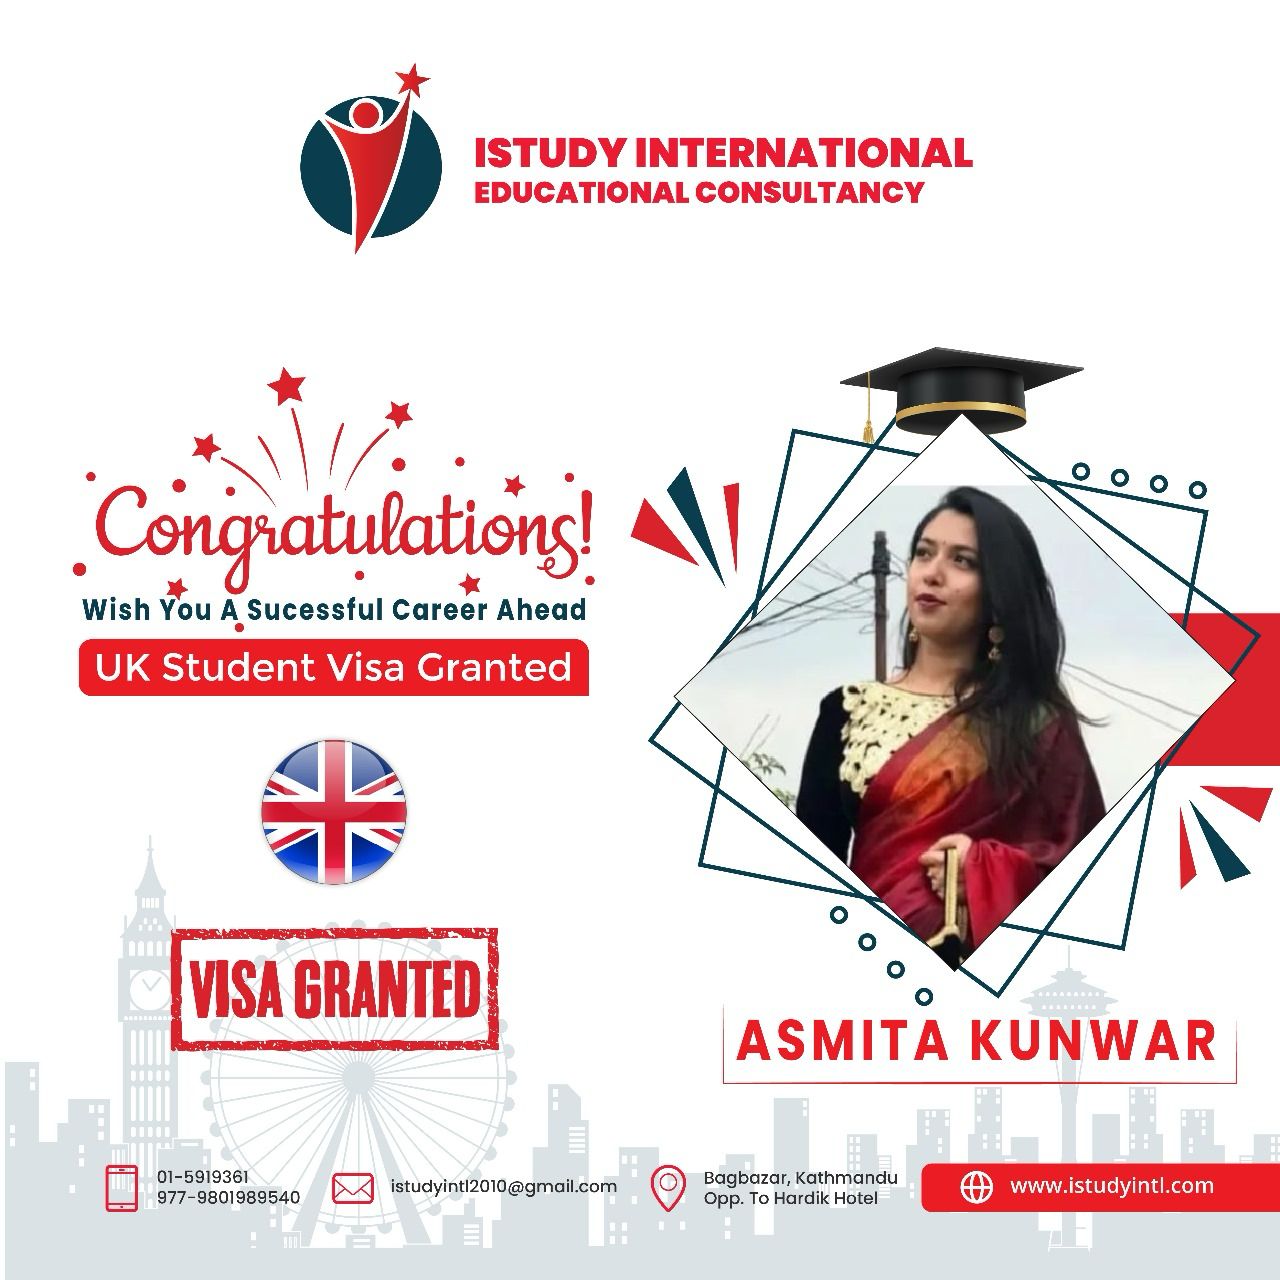 ISTUDY INTERNATIONAL
EDUCATIONAL CONSULTANCY
Congratulations!
Wish You A Sucessful Career Ahead
UK Student Visa Granted
VISA GRANTED
ASMITA KUNWAR
01-5919361
977-9801989540
istudyintl2010@gmail.com
Bagbazar, Kathmandu
Opp. To Hardik Hotel
www.istudyintl.com